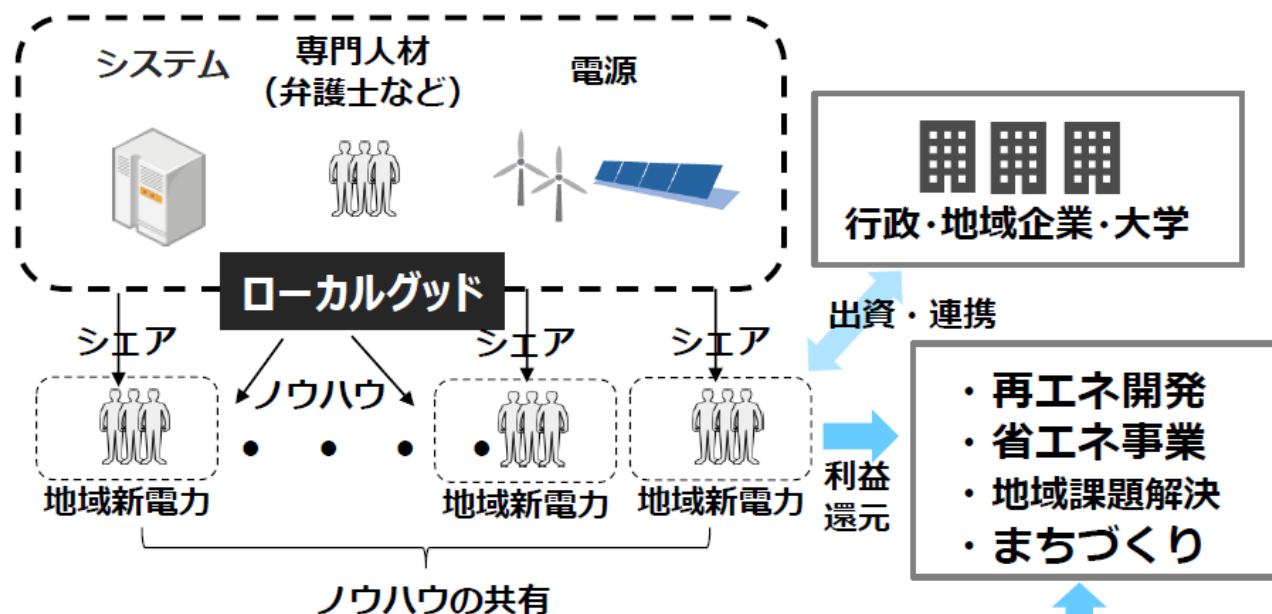 システム
専門人材
（弁護士など）
電源
行政・地域企業・大学
ローカルグッド
シェア
シェア
シェア
出資・連携
ノウハウ
・再エネ開発
・省エネ事業
・地域課題解決
・まちづくり
利益
還元
地域新電力
地域新電力
地域新電力
ノウハウの共有